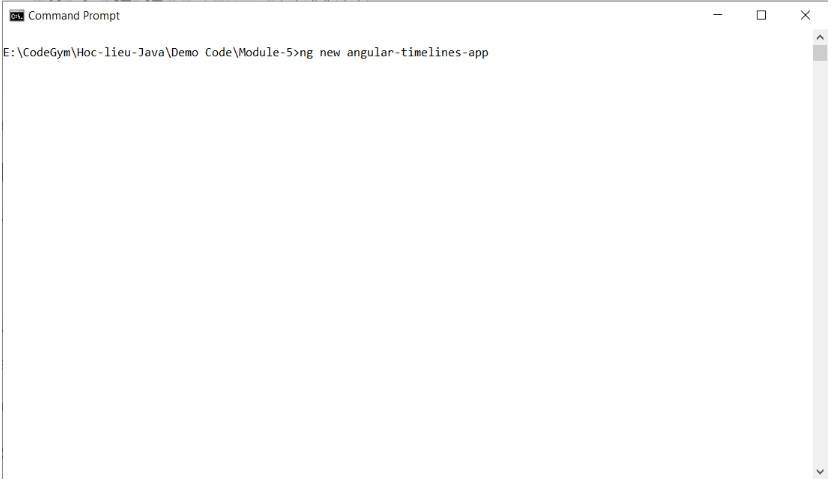 Command Prompt
E:\CodeGym\Hoc-lieu-Java\Demo Code\Module-5>ng new angular-timelines-app